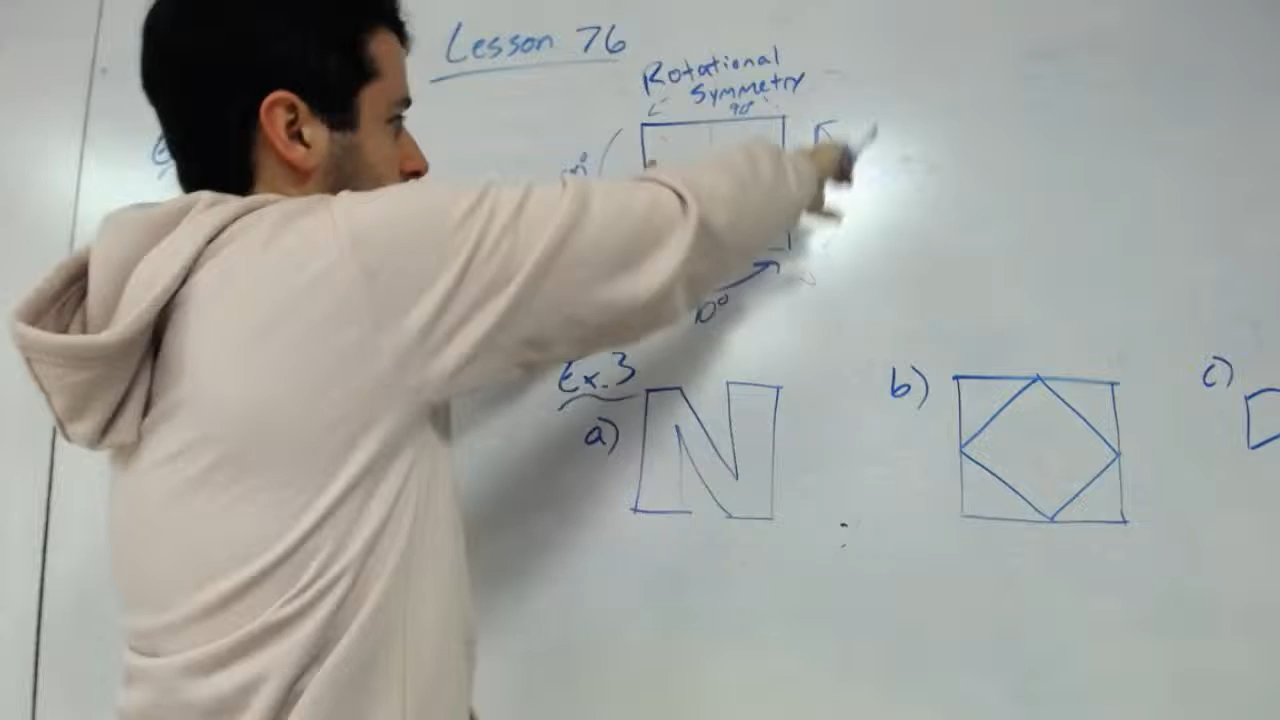 Lesson 76
Rotational
Symmetry
90°
Ex. 3
a)
b)
c)